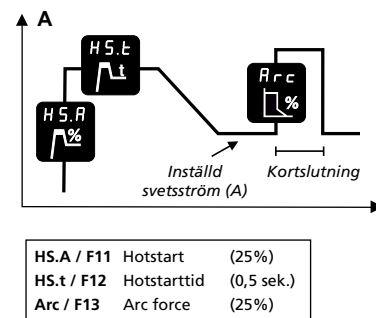 A
HS.t
t
Arc
%
HS.A
%
Inställd
svetsström (A)
Kortslutning
HS.A / F11 Hotstart (25%)
HS.t / F12 Hotstarttid (0,5 sek.)
Arc / F13 Arc force (25%)